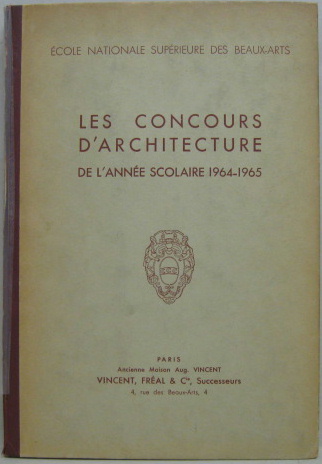 ÉCOLE NATIONALE SUPÉRIEURE DES BEAUX-ARTS
LES CONCOURS
D'ARCHITECTURE
DE L'ANNÉE SCOLAIRE 1964-1965
PARIS
Ancienne Maison Aug. VINCENT
VINCENT, FRÉAL & Cie, Successeurs
4, rue des Beaux-Arts, 4